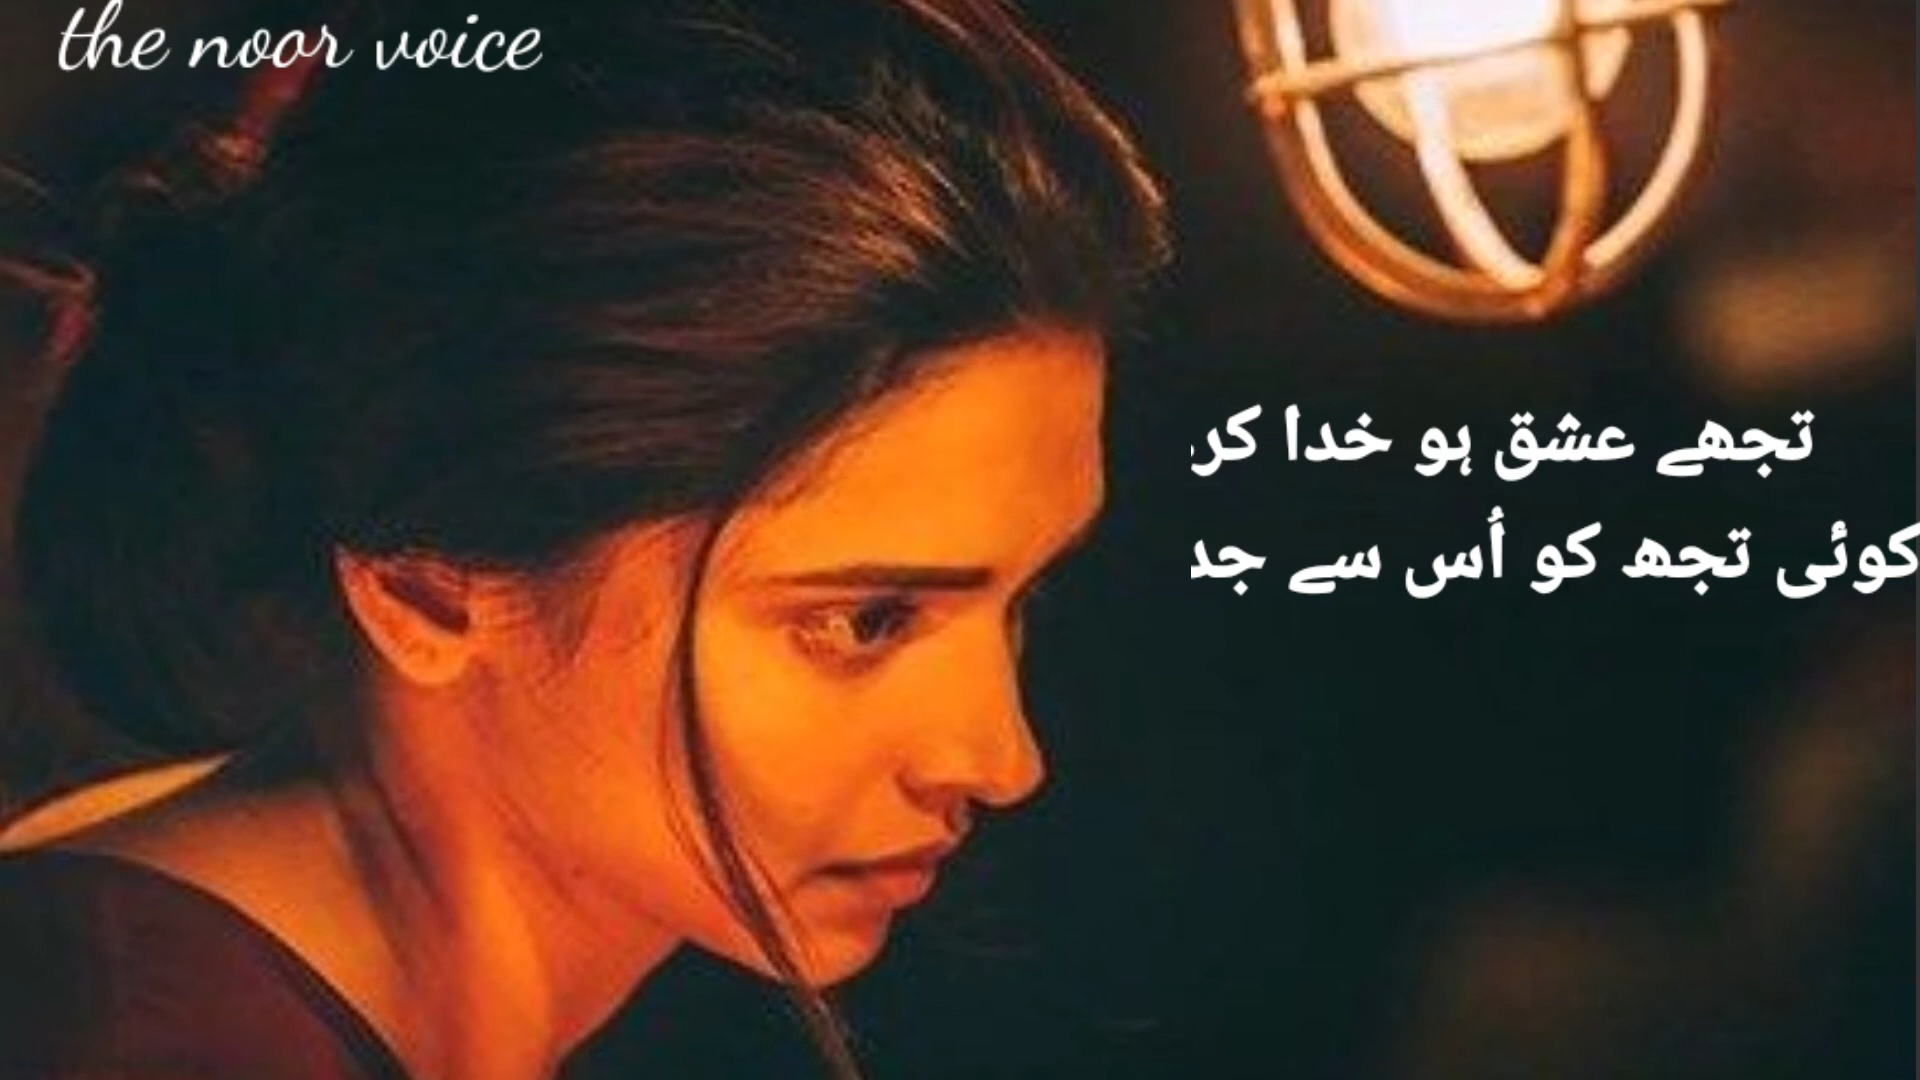 the noor voice
تجھے عشق ہو خدا کر
کوئی تجھ کو اُس سے جد